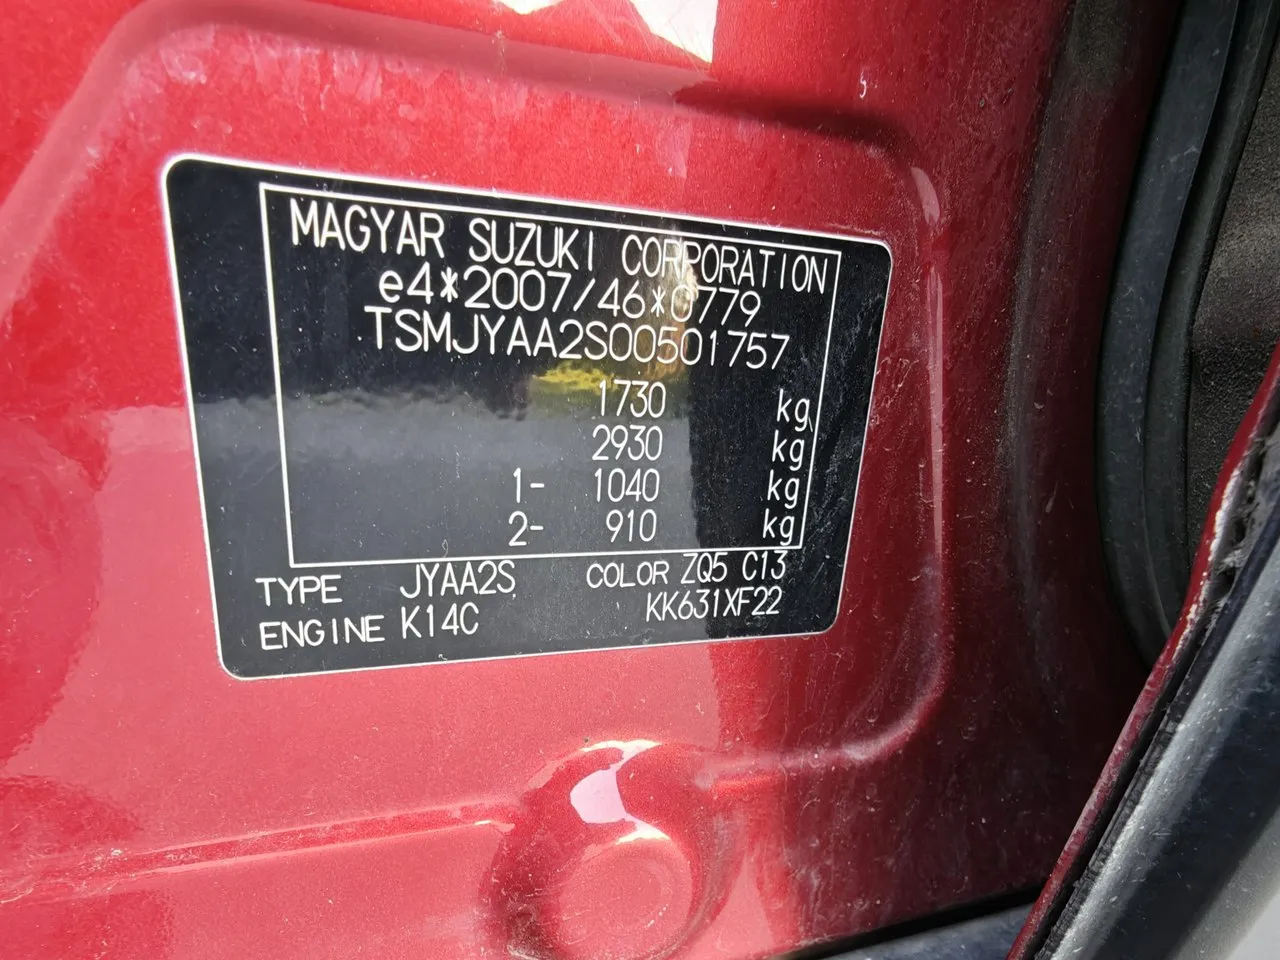 MAGYAR SUZUKI CORPORATION
e4*2007/46*0779
TSMJYAA2S00501757
1730 kg
2930 kg
1- 1040 kg
2- 910 kg
TYPE JYAA2S COLOR ZQ5 C13
ENGINE K14C KK631XF22